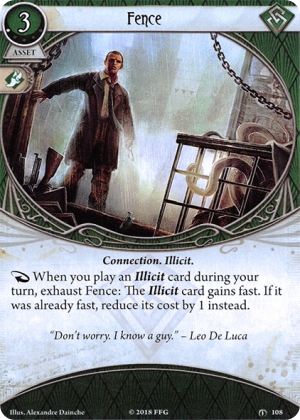 3
Fence
ASSET
Connection. Illicit.
When you play an Illicit card during your
turn, exhaust Fence: The Illicit card gains fast. If it
was already fast, reduce its cost by 1 instead.
"Don't worry. I know a guy." – Leo De Luca
Illus. Alexandre Dainche
© 2018 FFG
108